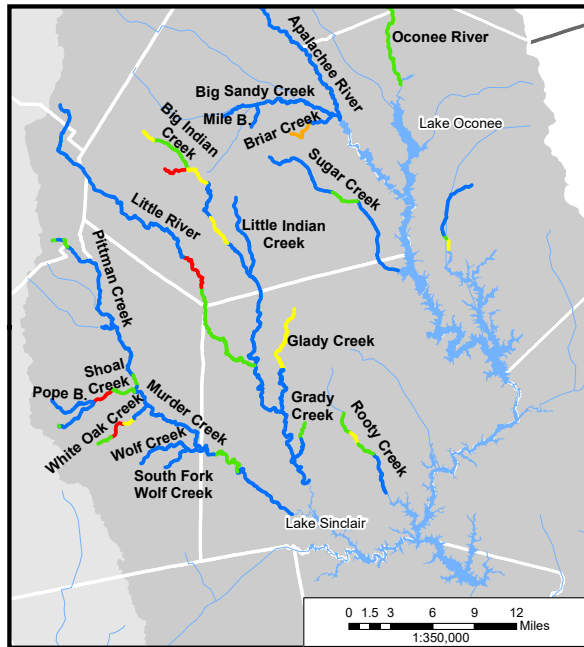 Oconee River
Apalachee River
Big Sandy Creek
Mile B.
Briar Creek
Lake Oconee
Big Indian
Creek
Sugar Creek
Little River
Little Indian
Creek
Pittman Creek
Glady Creek
Shoal
Creek
Pope B.
Murder Creek
Grady
Creek
Rooty Creek
White Oak Creek
Wolf Creek
South Fork
Wolf Creek
Lake Sinclair
0 1.5 3 6 9 12
Miles
1:350,000